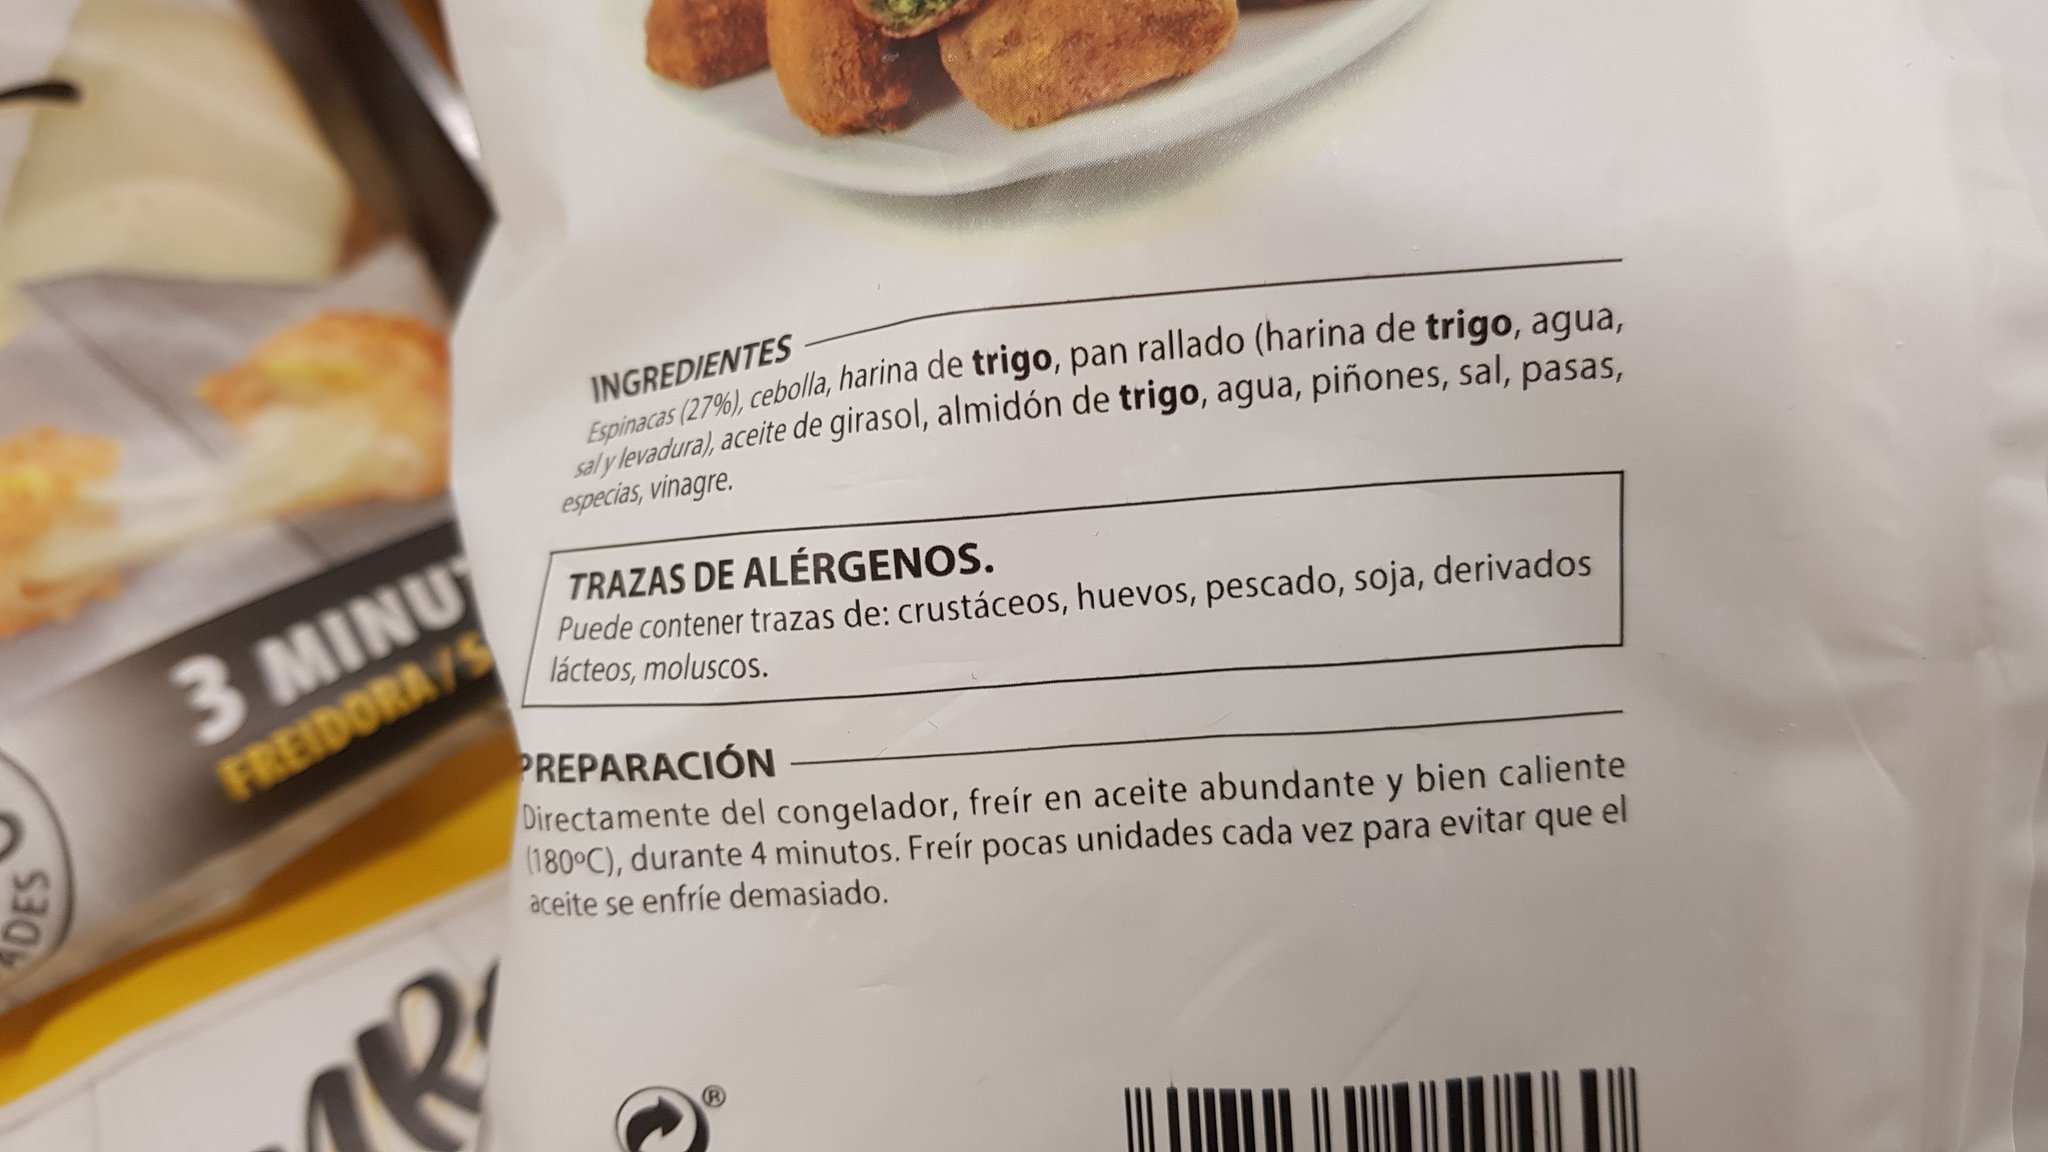 INGREDIENTES
Espinacas (27%), cebolla, harina de trigo, pan rallado (harina de trigo, agua,
sal y levadura), aceite de girasol, almidón de trigo, agua, piñones, sal, pasas,
especias, vinagre.
TRAZAS DE ALÉRGENOS.
Puede contener trazas de: crustáceos, huevos, pescado, soja, derivados
lácteos, moluscos.
PREPARACIÓN
Directamente del congelador, freír en aceite abundante y bien caliente
(180ºC), durante 4 minutos. Freír pocas unidades cada vez para evitar que el
aceite se enfríe demasiado.
®
3 MINUT
FREIDORA/S
ADES